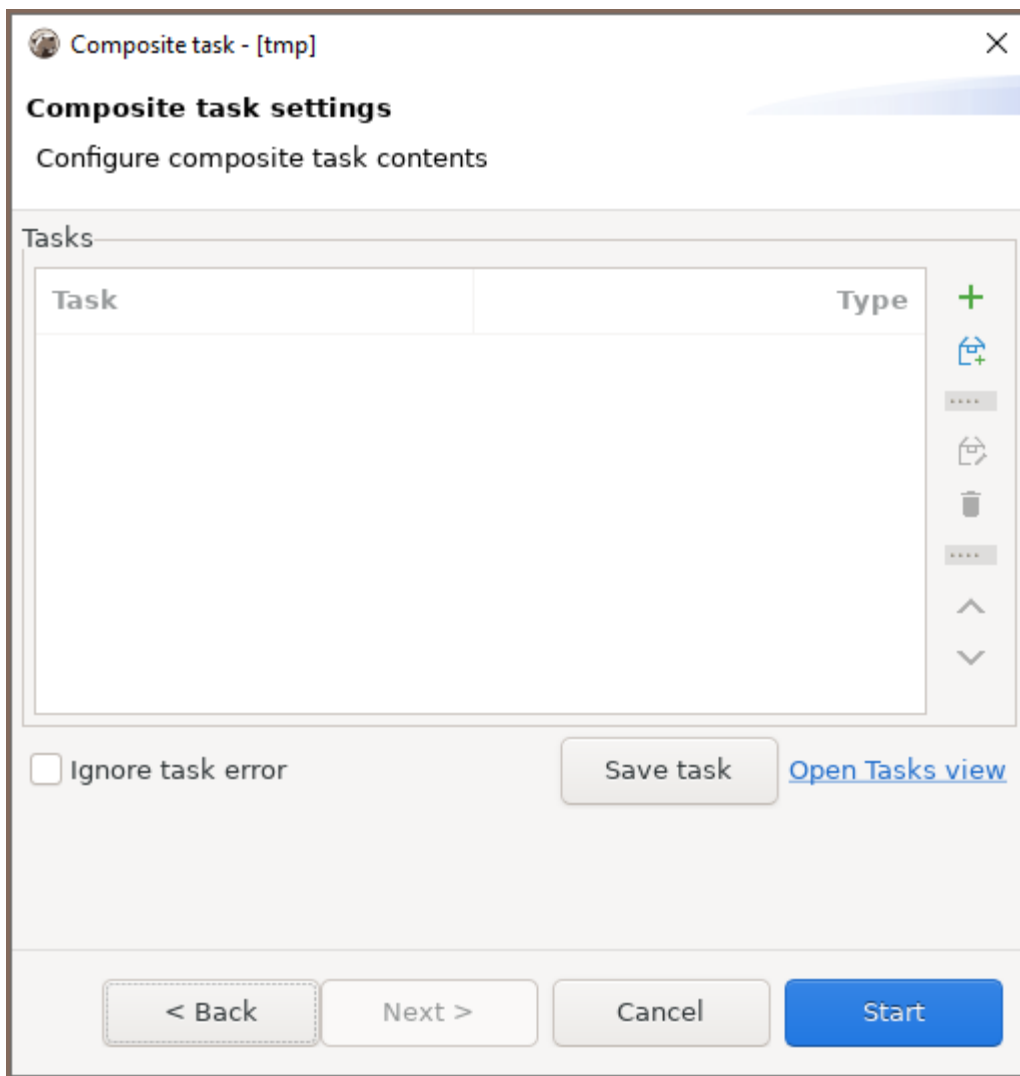 Composite task - [tmp]
Composite task settings
Configure composite task contents
Tasks
Task Type
Ignore task error
Save task
Open Tasks view
< Back
Next >
Cancel
Start